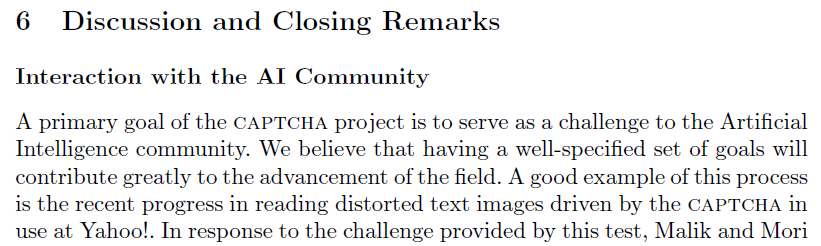 6 Discussion and Closing Remarks
Interaction with the AI Community
A primary goal of the CAPTCHA project is to serve as a challenge to the Artificial
Intelligence community. We believe that having a well-specified set of goals will
contribute greatly to the advancement of the field. A good example of this process
is the recent progress in reading distorted text images driven by the CAPTCHA in
use at Yahoo!. In response to the challenge provided by this test, Malik and Mori